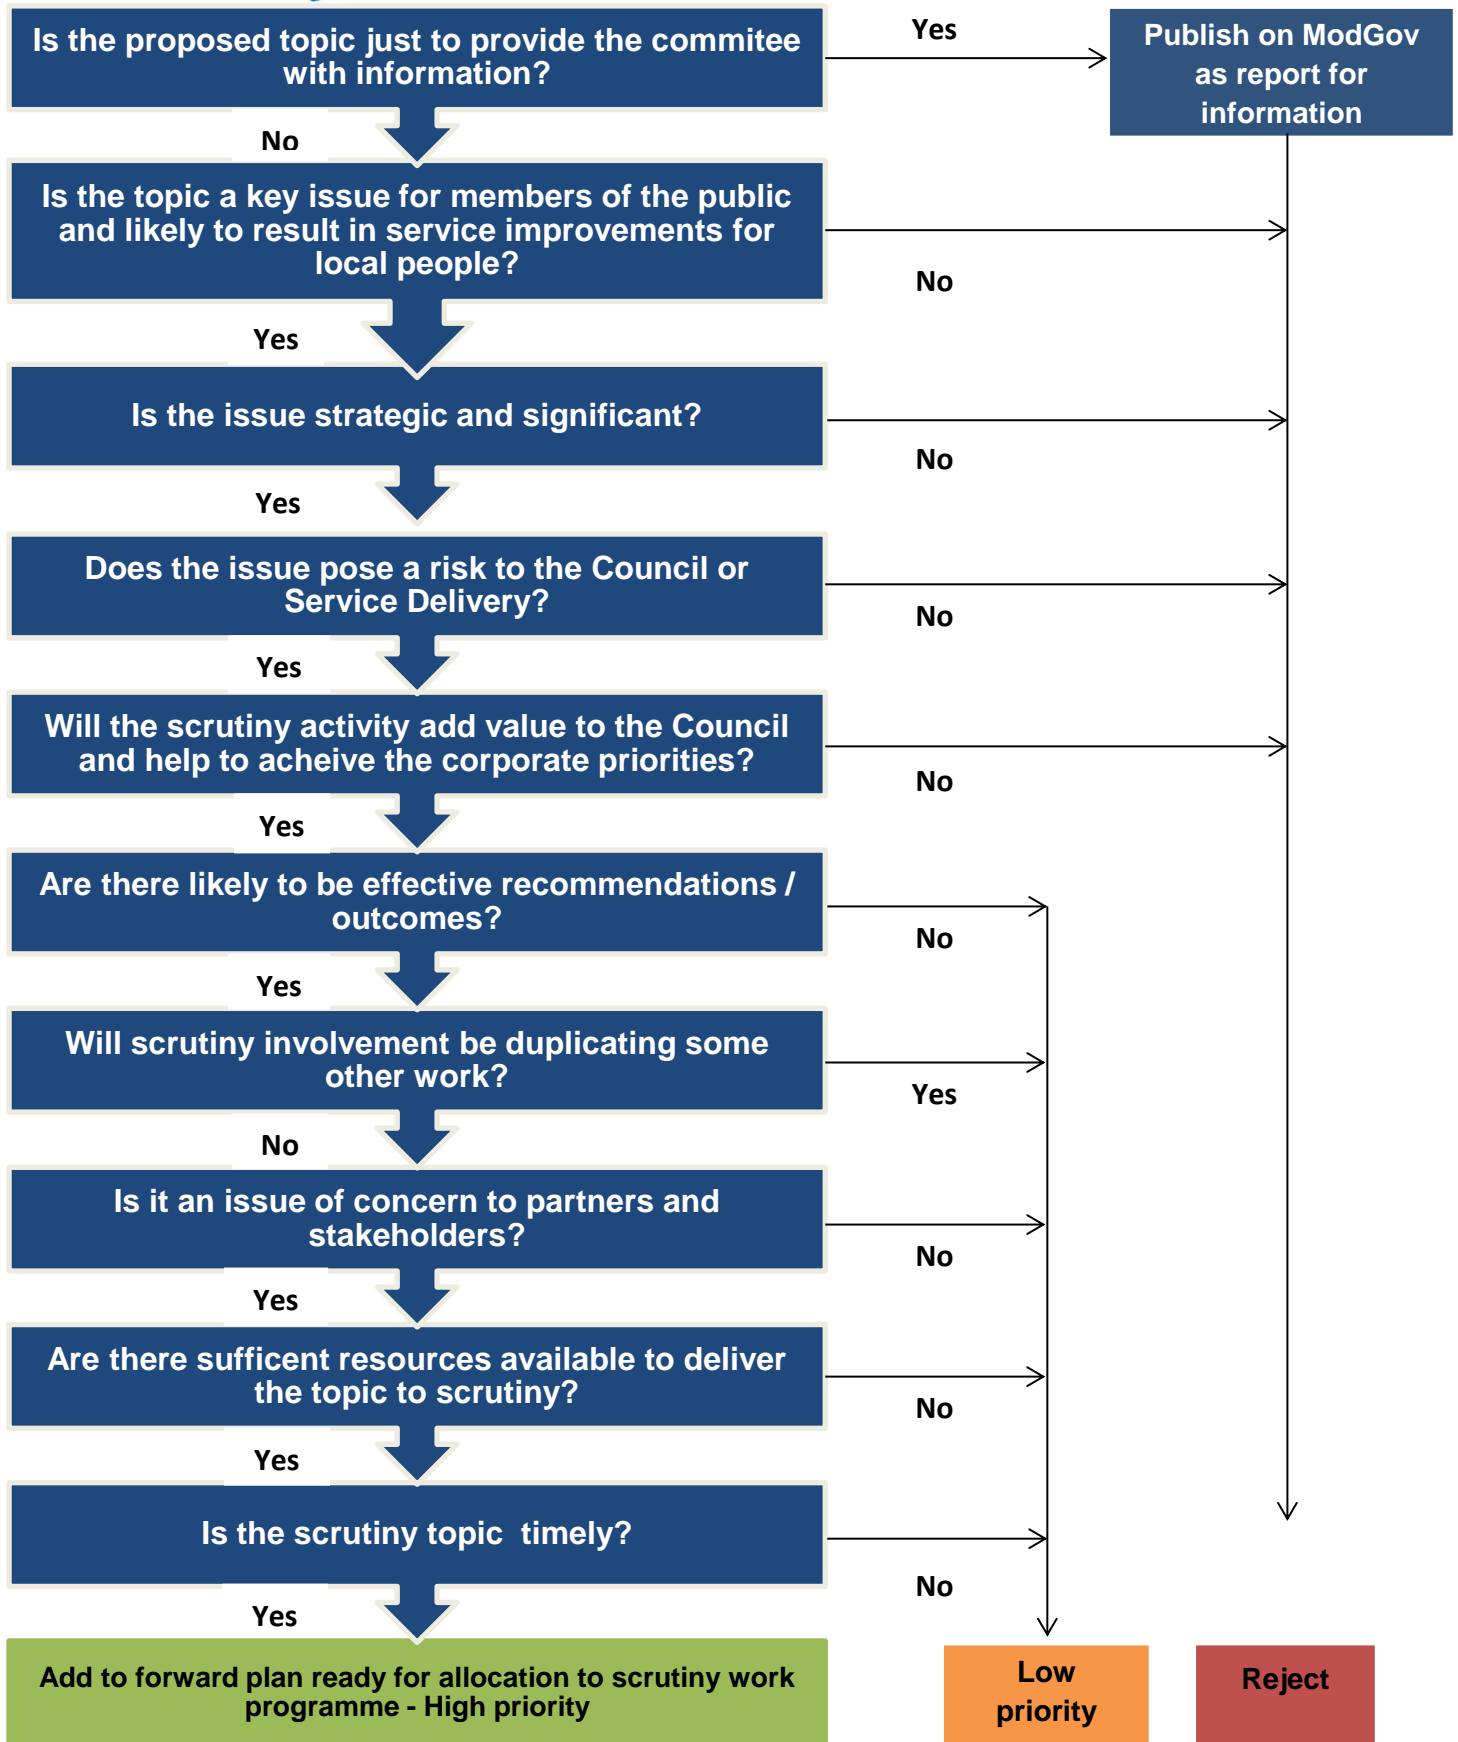 Is the proposed topic just to provide the commitee
with information?
Yes
Publish on ModGov
as report for
information
No
Is the topic a key issue for members of the public
and likely to result in service improvements for
local people?
No
Yes
Is the issue strategic and significant?
No
Yes
Does the issue pose a risk to the Council or
Service Delivery?
No
Yes
Will the scrutiny activity add value to the Council
and help to acheive the corporate priorities?
No
Yes
Are there likely to be effective recommendations /
outcomes?
No
Yes
Will scrutiny involvement be duplicating some
other work?
Yes
No
Is it an issue of concern to partners and
stakeholders?
No
Yes
Are there sufficent resources available to deliver
the topic to scrutiny?
No
Yes
Is the scrutiny topic timely?
No
Yes
Add to forward plan ready for allocation to scrutiny work
programme - High priority
Low
priority
Reject